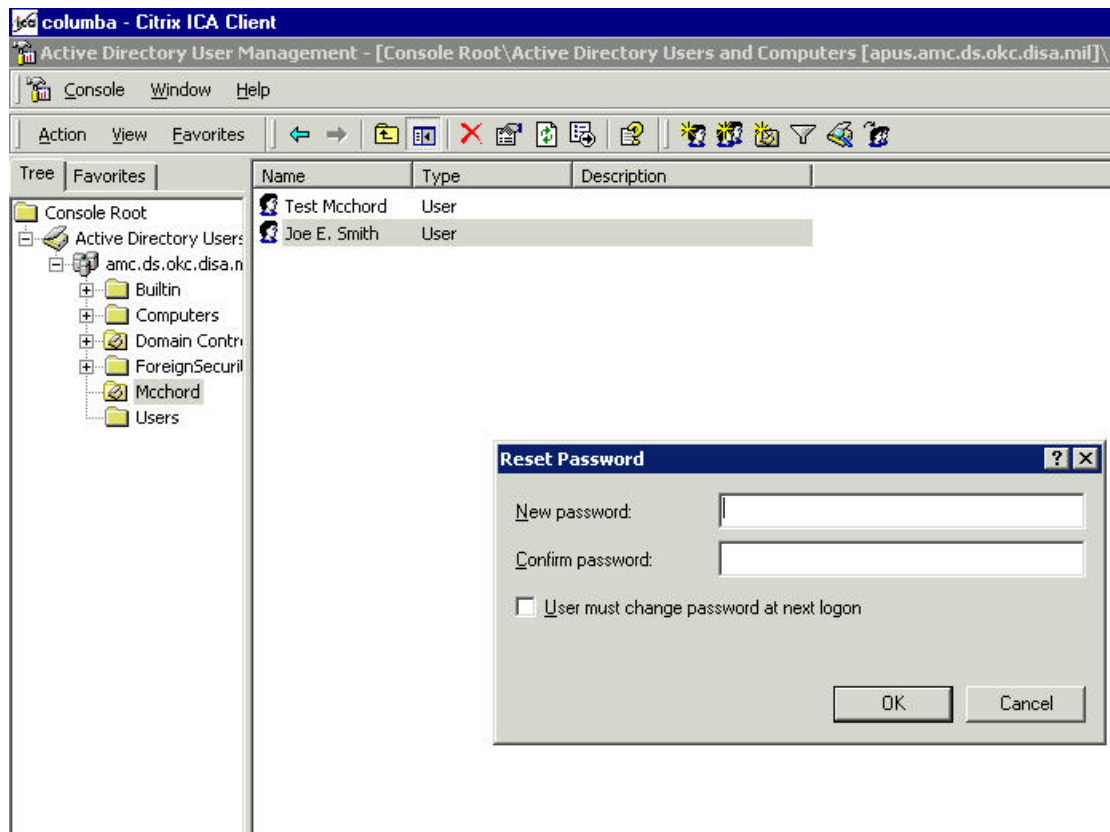 columba - Citrix ICA Client
Active Directory User Management - [Console Root\Active Directory Users and Computers [apus.amc.ds.okc.disa.mil]\
Console Window Help
Action View Favorites
Tree Favorites
Name Type Description
Console Root
Active Directory Users
amc.ds.okc.disa.n
Builtin
Computers
Domain Contro
ForeignSecuril
Mcchord
Users
Test Mcchord User
Joe E. Smith User
Reset Password
New password:
Confirm password:
User must change password at next logon
OK Cancel